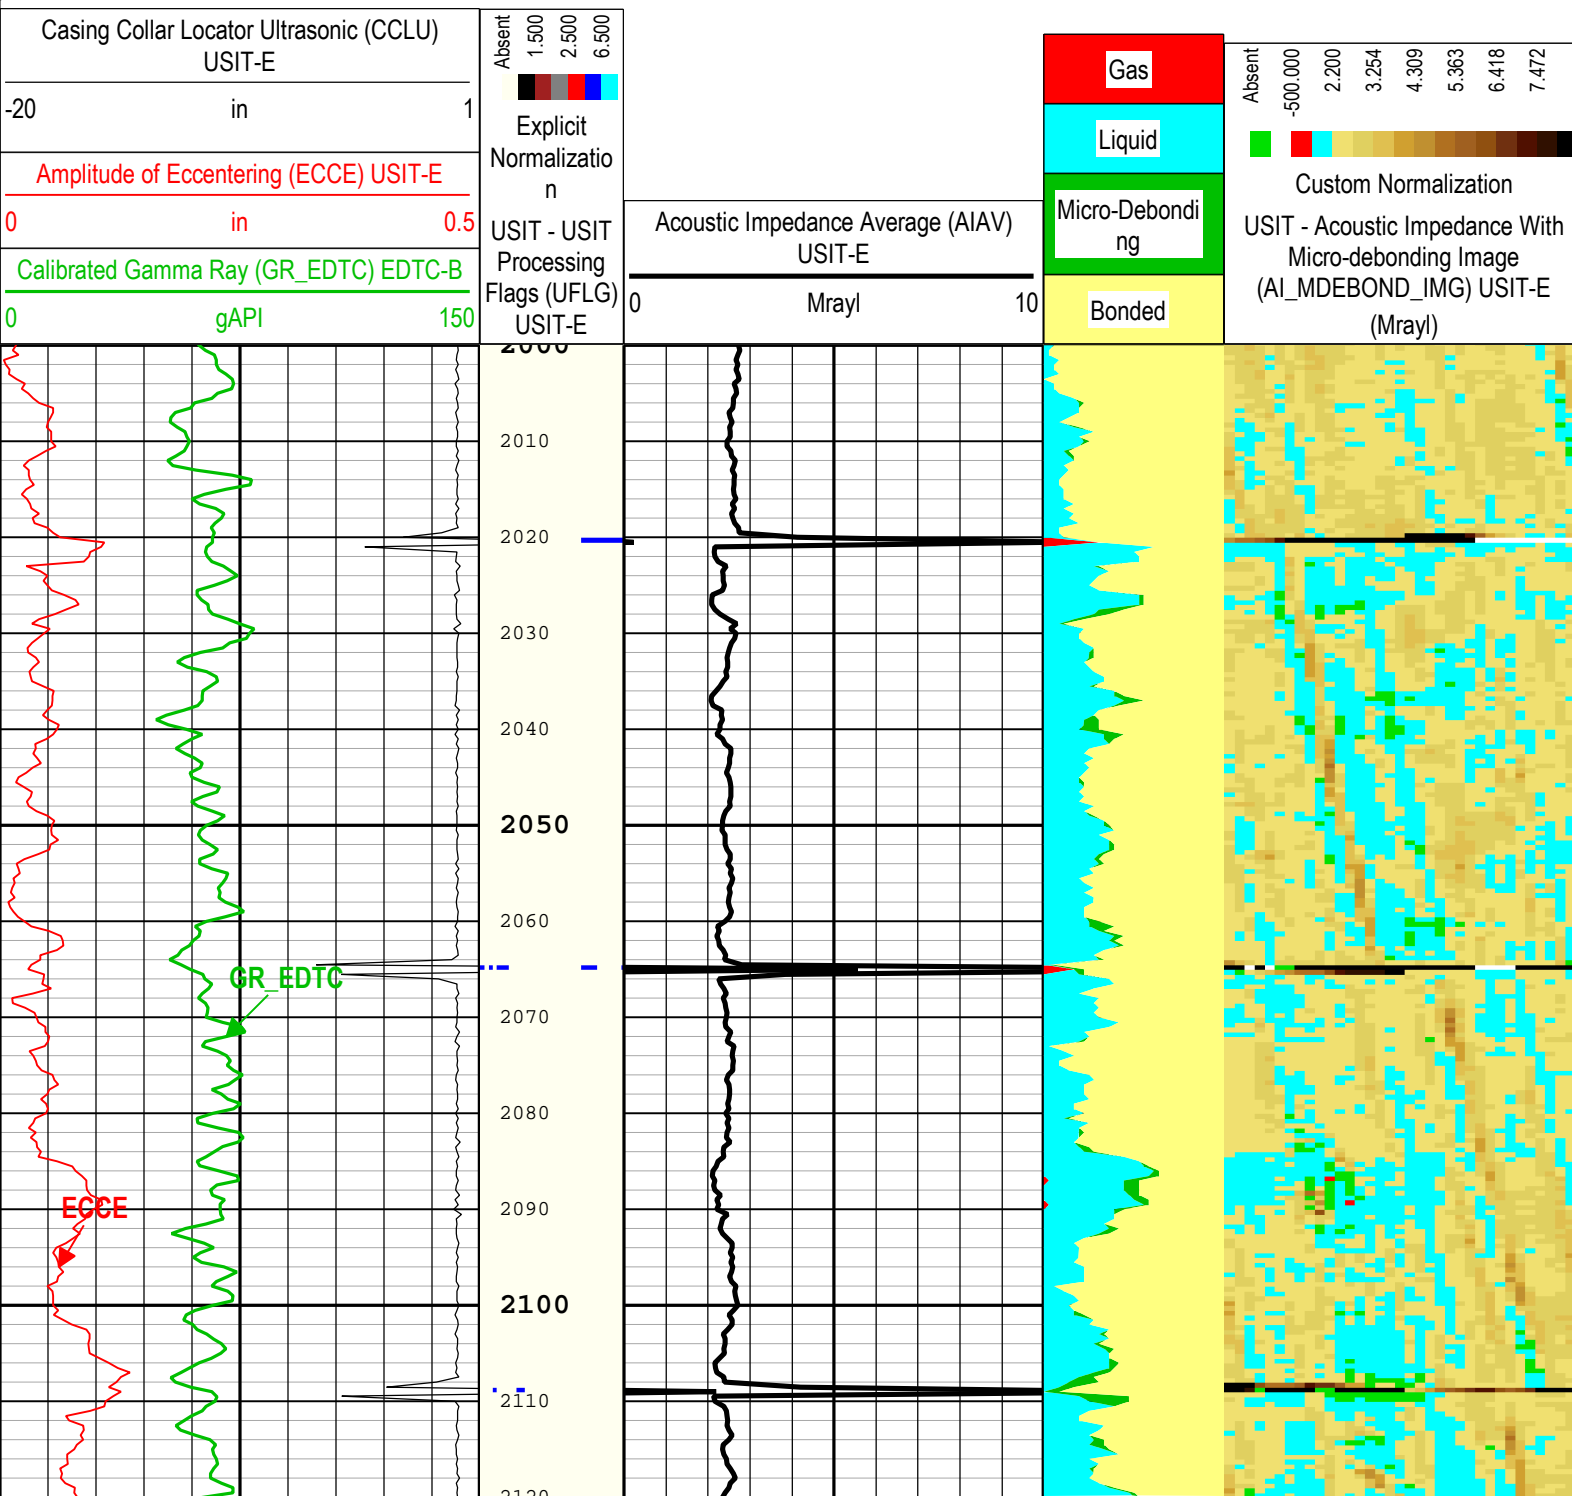 Casing Collar Locator Ultrasonic (CCLU)
USIT-E
-20 in 1
Amplitude of Eccentering (ECCE) USIT-E
0 in 0.5
Calibrated Gamma Ray (GR_EDTC) EDTC-B
0 gAPI 150
Absent
1.500
2.500
6.500
Explicit
Normalizatio
n
USIT - USIT
Processing
Flags (UFLG)
USIT-E
Acoustic Impedance Average (AIAV)
USIT-E
0 Mrayl 10
Gas
Liquid
Micro-Debondi
ng
Bonded
Absent
-500.000
2.200
3.254
4.309
5.363
6.418
7.472
Custom Normalization
USIT - Acoustic Impedance With
Micro-debonding Image
(AI_MDEBOND_IMG) USIT-E
(Mrayl)
2000
2010
2020
2030
2040
2050
2060
GR_EDTC
2070
2080
2090
ECCE
2100
2110
2120